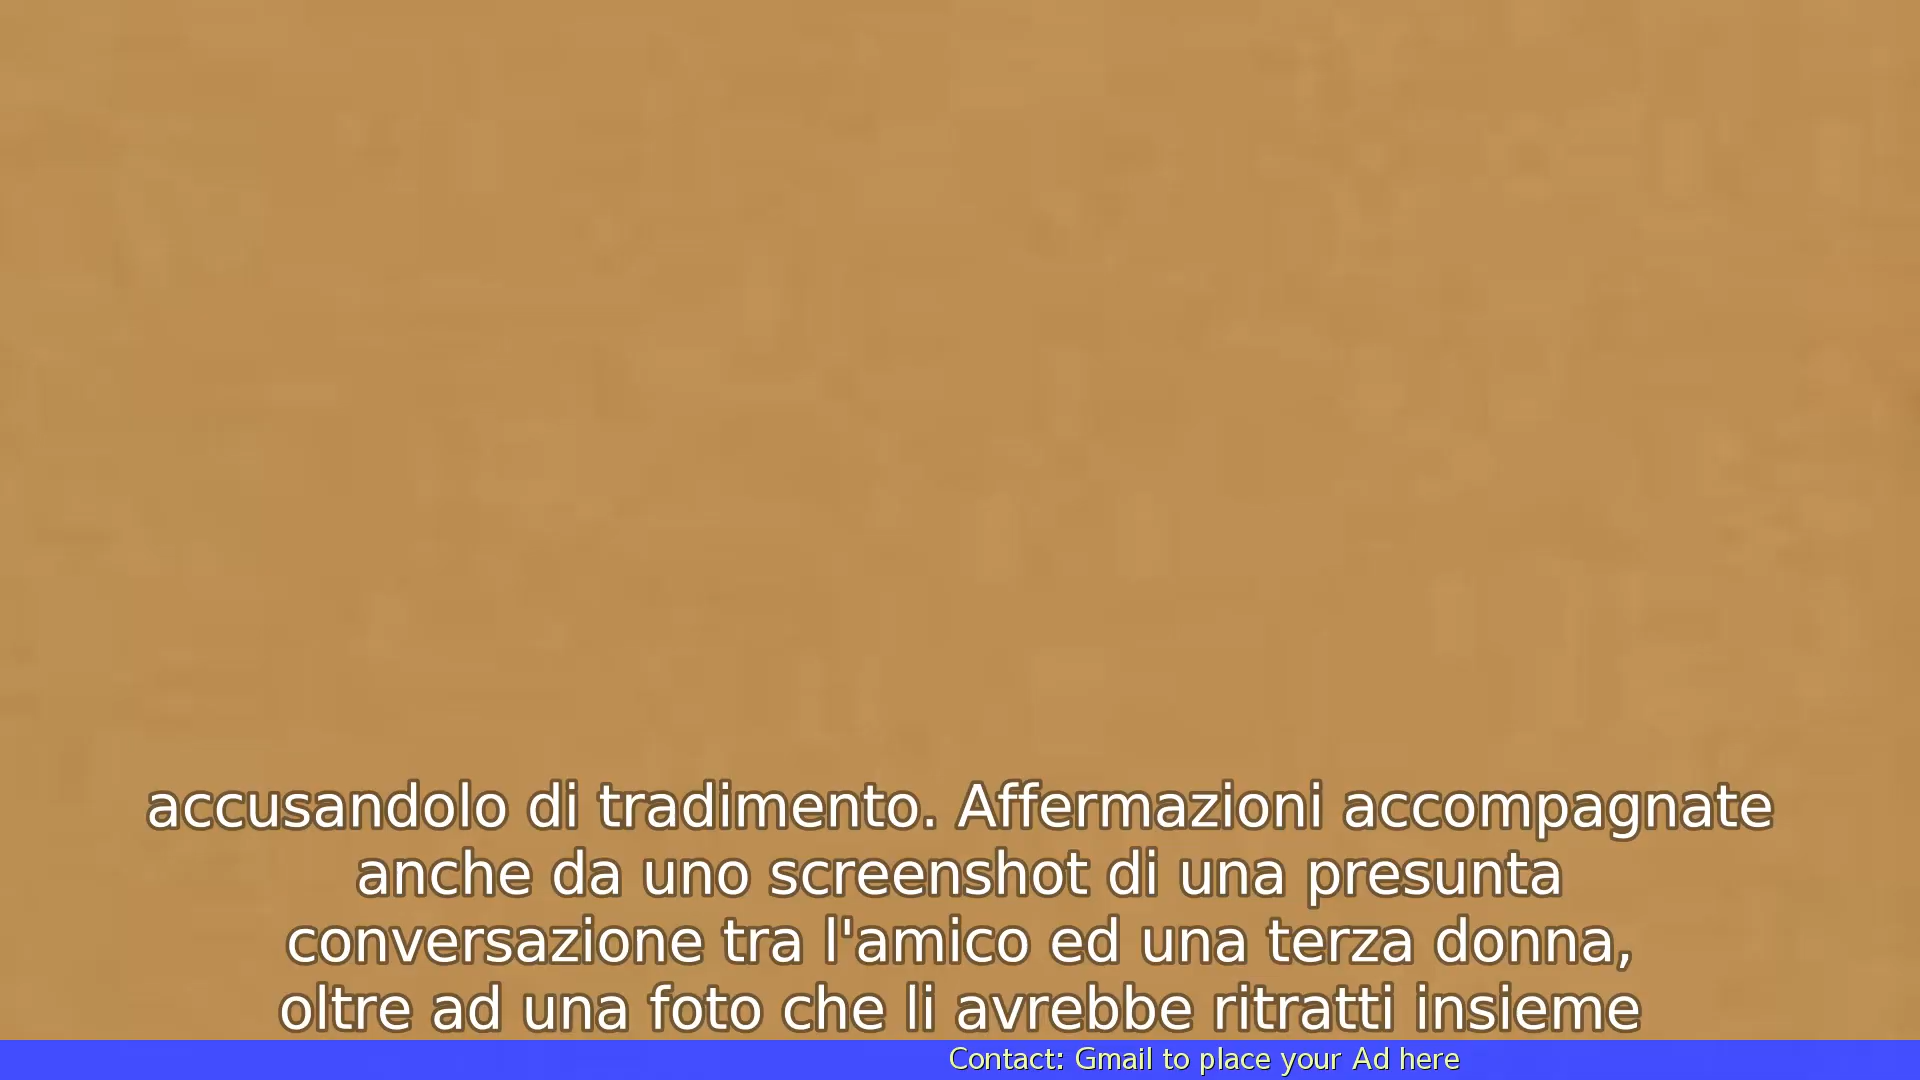 accusandolo di tradimento. Affermazioni accompagnate
anche da uno screenshot di una presunta
conversazione tra l'amico ed una terza donna,
oltre ad una foto che li avrebbe ritratti insieme
Contact: Gmail to place your Ad here